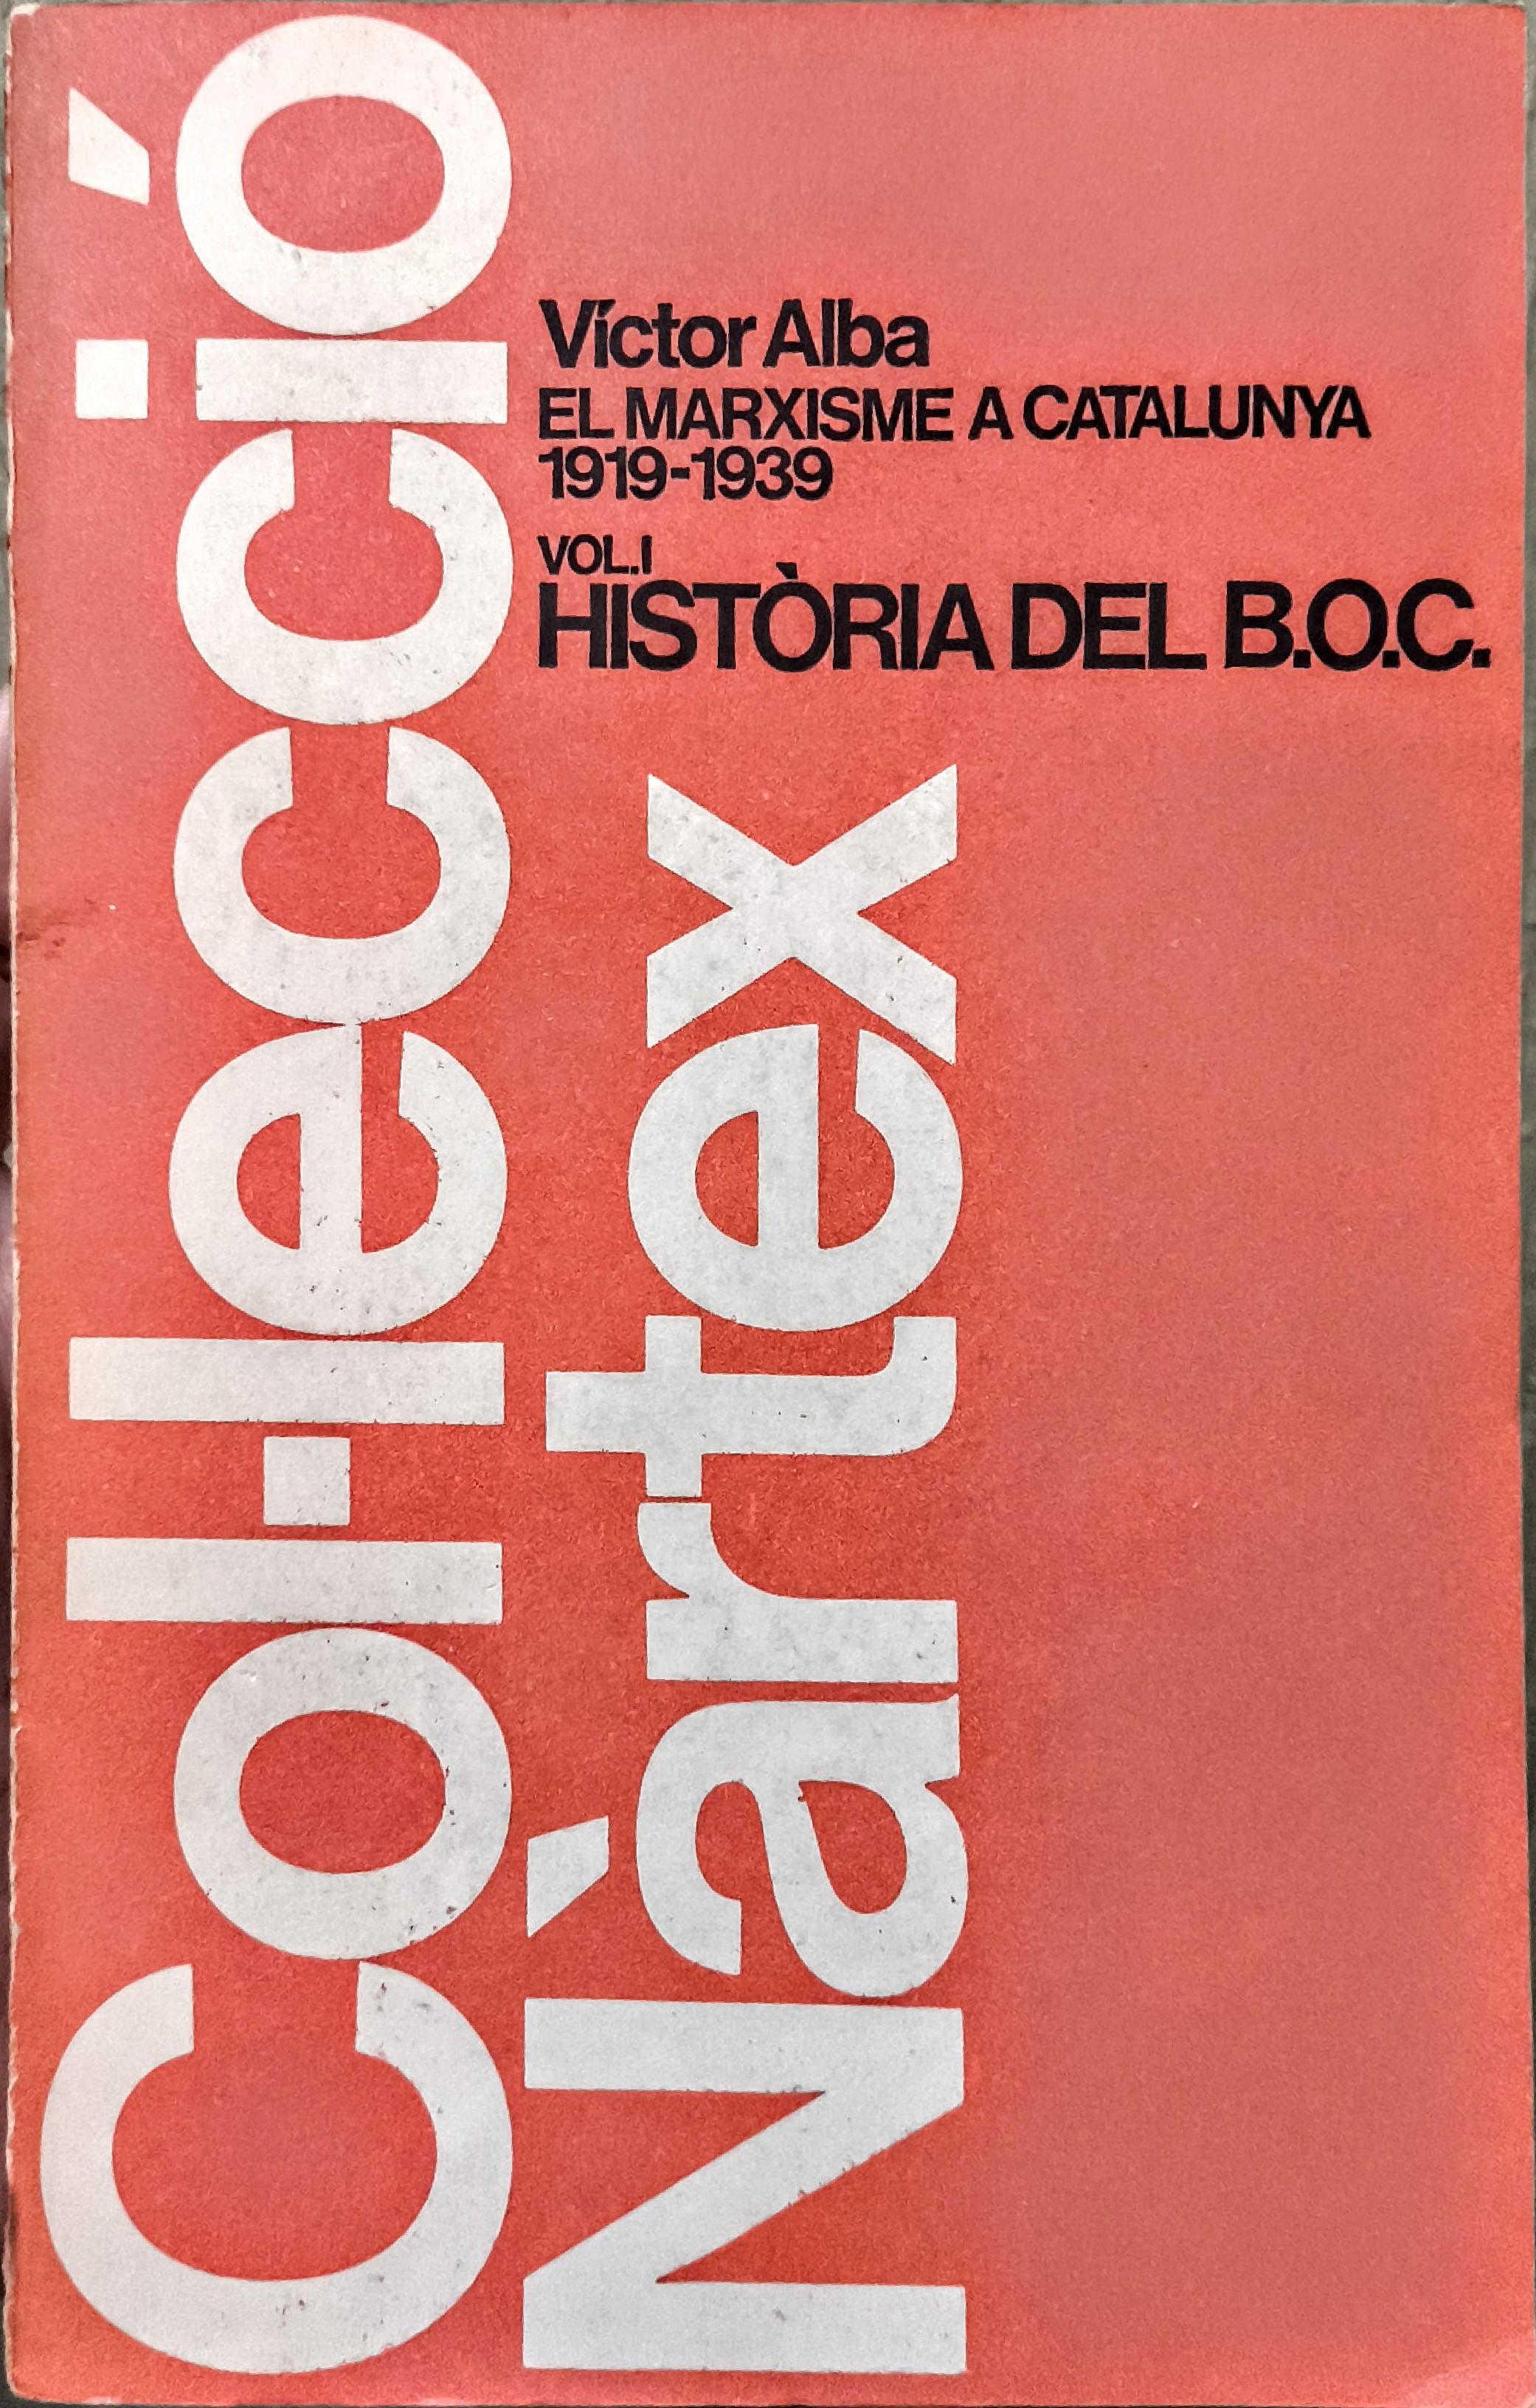 Col·lecció
Nàrtex
Víctor Alba
EL MARXISME A CATALUNYA
1919-1939
VOL.I
HISTÒRIA DEL B.O.C.